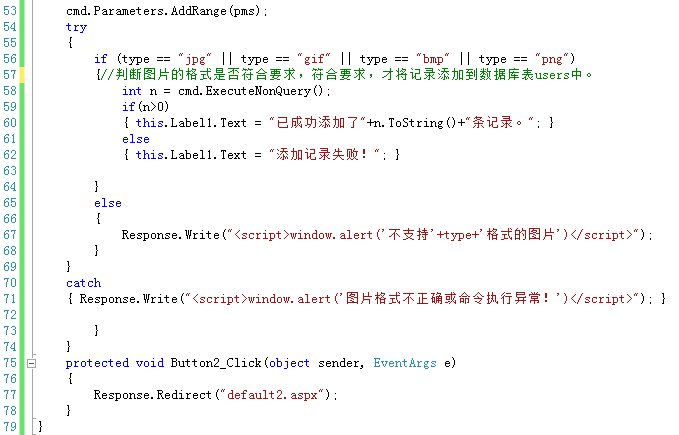 53 cmd.Parameters.AddRange(pms);
54 try
55 {
56 if (type == "jpg" || type == "gif" || type == "bmp" || type == "png")
57 {//判断图片的格式是否符合要求，符合要求，才将记录添加到数据库表users中。
58 int n = cmd.ExecuteNonQuery();
59 if(n>0)
60 { this.Label1.Text = "已成功添加了"+n.ToString()+"条记录。"; }
61 else
62 { this.Label1.Text = "添加记录失败！"; }
63
64 }
65 else
66 {
67 Response.Write("<script>window.alert('不支持'+type+'格式的图片')</script>");
68 }
69 }
70 catch
71 { Response.Write("<script>window.alert('图片格式不正确或命令执行异常！')</script>"); }
72
73 }
74 }
75 protected void Button2_Click(object sender, EventArgs e)
76 {
77 Response.Redirect("default2.aspx");
78 }
79 }